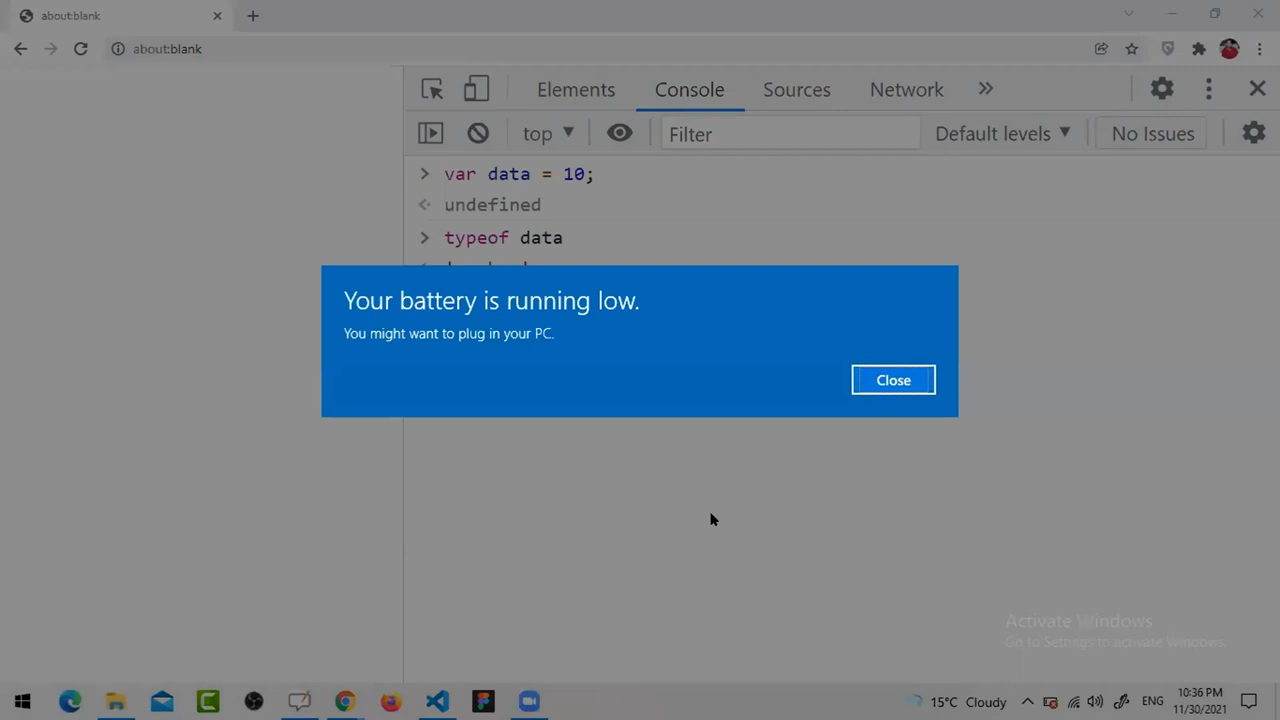 about:blank
about:blank
Elements Console Sources Network
top Filter Default levels No Issues
> var data = 10;
undefined
> typeof data
Your battery is running low.
You might want to plug in your PC.
Close
Activate Windows
Go to Settings to activate Windows.
15°C Cloudy ENG 10:36 PM
11/30/2021